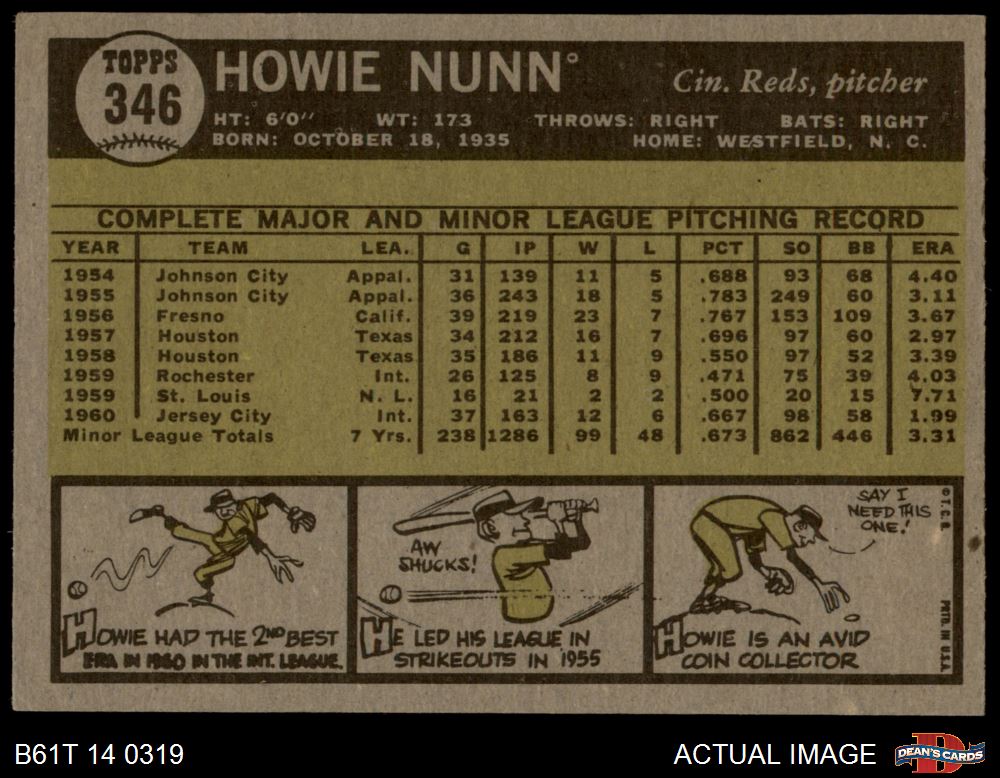 TOPPS
346
HOWIE NUNN°
Cin. Reds, pitcher
HT: 6'0" WT: 173 THROWS: RIGHT BATS: RIGHT
BORN: OCTOBER 18, 1935 HOME: WESTFIELD, N. C.
COMPLETE MAJOR AND MINOR LEAGUE PITCHING RECORD
YEAR TEAM LEA. G IP W L PCT SO BB ERA
1954 Johnson City Appal. 31 139 11 5 .688 93 68 4.40
1955 Johnson City Appal. 36 243 18 5 .783 249 60 3.11
1956 Fresno Calif. 39 219 23 7 .767 153 109 3.67
1957 Houston Texas 34 212 16 7 .696 97 60 2.97
1958 Houston Texas 35 186 11 9 .550 97 52 3.39
1959 Rochester Int. 26 125 8 9 .471 75 39 4.03
1959 St. Louis N. L. 16 21 2 2 .500 20 15 7.71
1960 Jersey City Int. 37 163 12 6 .667 98 58 1.99
Minor League Totals 7 Yrs. 238 1286 99 48 .673 862 446 3.31
HOWIE HAD THE 2ND BEST
ERA IN 1960 IN THE INT. LEAGUE.
AW
SHUCKS!
HE LED HIS LEAGUE IN
STRIKEOUTS IN 1955
SAY I
NEED THIS
ONE!
HOWIE IS AN AVID
COIN COLLECTOR
© T. C. G.
PRTD. IN U.S.A.
B61T 14 0319
ACTUAL IMAGE
DEAN'S CARDS